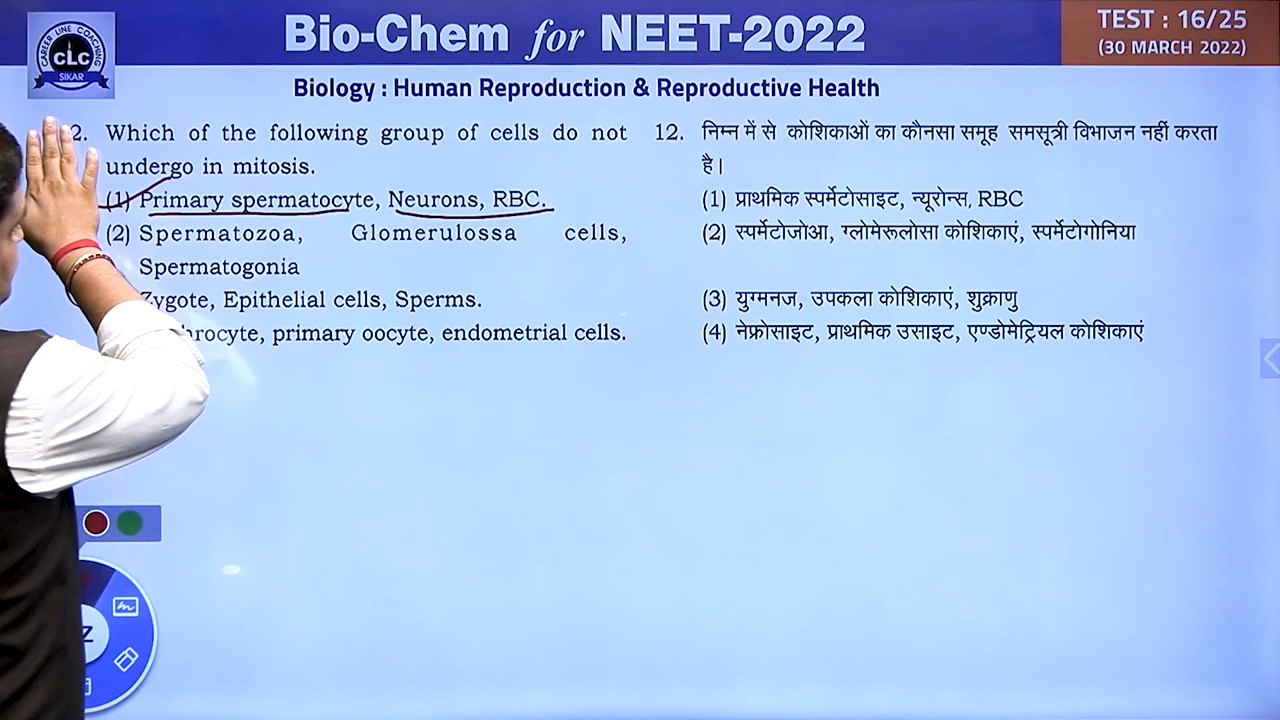 CAREER LINE COACHING
CLC
SIKAR
Bio-Chem for NEET-2022
TEST : 16/25
(30 MARCH 2022)
Biology : Human Reproduction & Reproductive Health
2. Which of the following group of cells do not
undergo in mitosis.
(1) Primary spermatocyte, Neurons, RBC.
(2) Spermatozoa, Glomerulossa cells,
Spermatogonia
Zygote, Epithelial cells, Sperms.
hrocyte, primary oocyte, endometrial cells.
12. निम्न में से कोशिकाओं का कौनसा समूह समसूत्री विभाजन नहीं करता
है।
(1) प्राथमिक स्पर्मेटोसाइट, न्यूरोन्स, RBC
(2) स्पर्मेटोजोआ, ग्लोमेरूलोसा कोशिकाएं, स्पर्मेटोगोनिया
(3) युग्मनज, उपकला कोशिकाएं, शुक्राणु
(4) नेफ्रोसाइट, प्राथमिक उसाइट, एण्डोमेट्रियल कोशिकाएं
Z